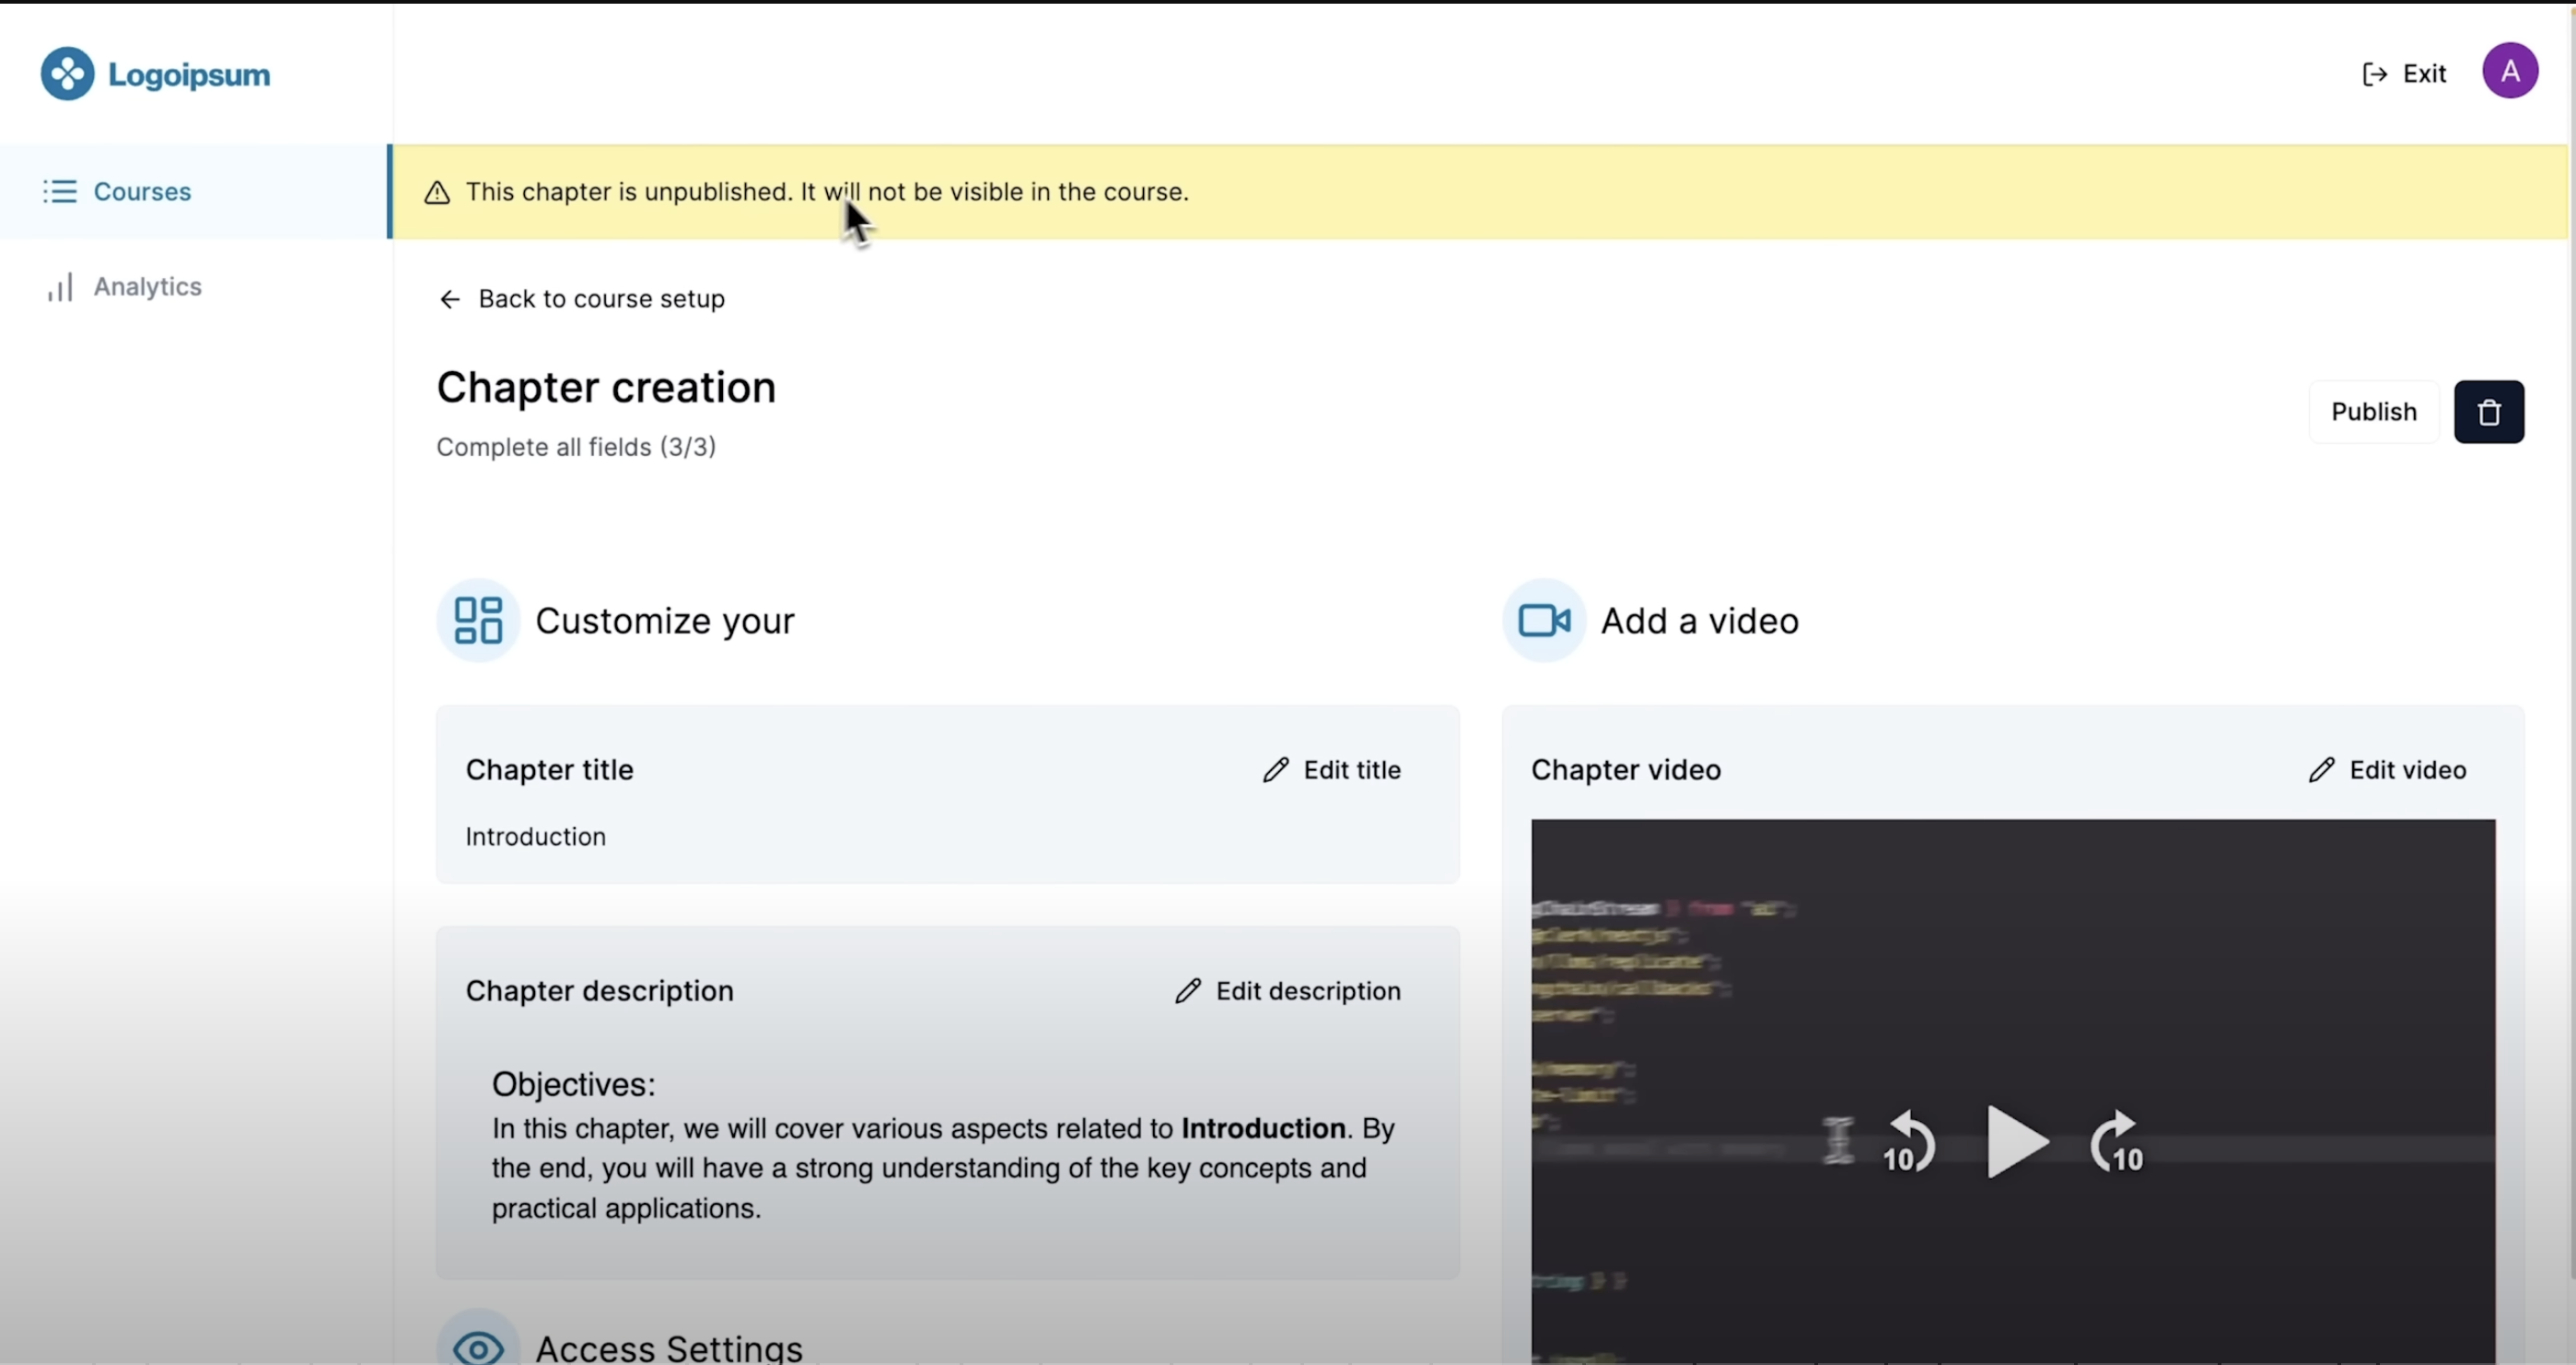 Logoipsum
Exit
A
Courses
This chapter is unpublished. It will not be visible in the course.
Analytics
Back to course setup
Chapter creation
Publish
Complete all fields (3/3)
Customize your
Add a video
Chapter title
Edit title
Introduction
Chapter video
Edit video
Chapter description
Edit description
Objectives:
In this chapter, we will cover various aspects related to Introduction. By
the end, you will have a strong understanding of the key concepts and
practical applications.
10
10
Access Settings